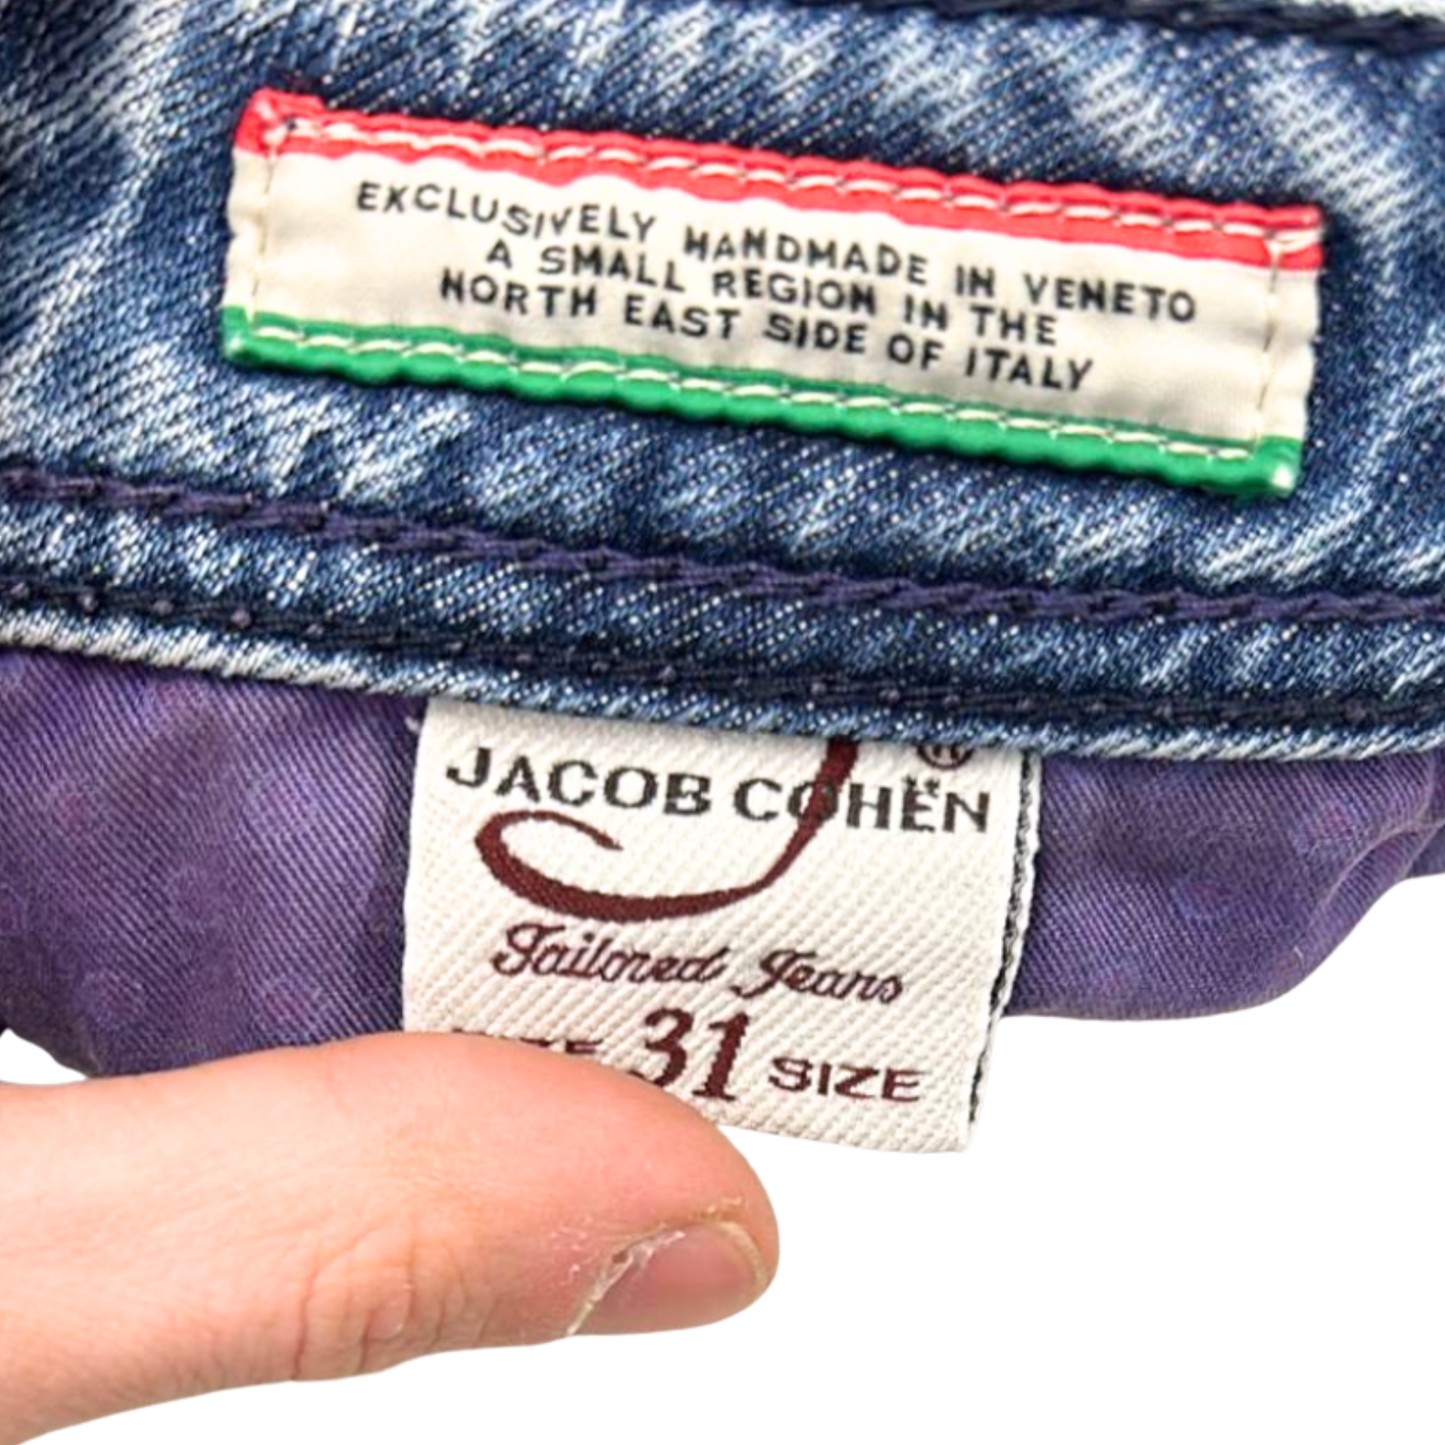 EXCLUSIVELY HANDMADE IN VENETO
A SMALL REGION IN THE
NORTH EAST SIDE OF ITALY
®
JACOB COHËN
J
Tailored Jeans
31 SIZE